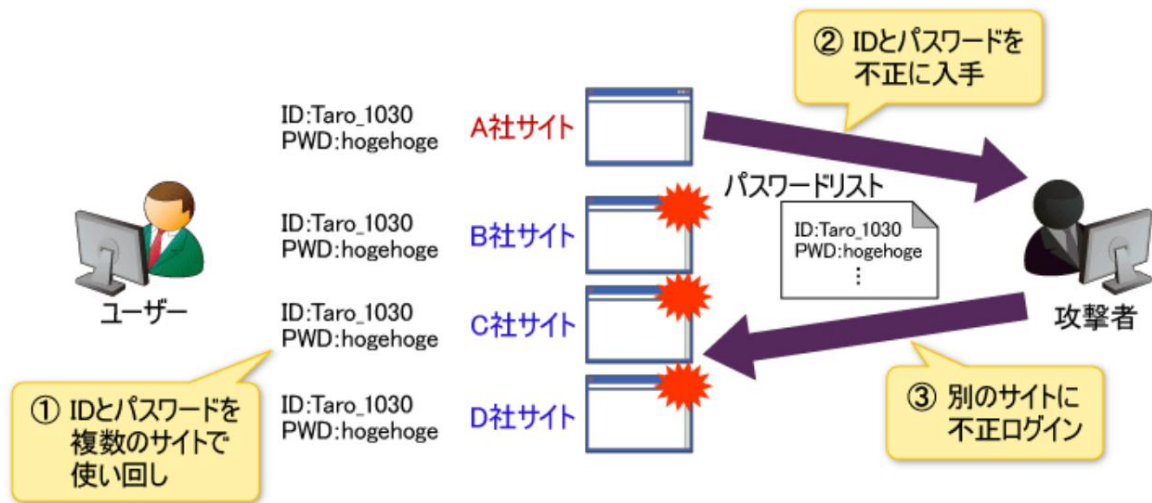 ② IDとパスワードを
不正に入手
ID:Taro_1030
PWD:hogehoge
A社サイト
パスワードリスト
ID:Taro_1030
PWD:hogehoge
⋮
ID:Taro_1030
PWD:hogehoge
B社サイト
ユーザー
ID:Taro_1030
PWD:hogehoge
C社サイト
攻撃者
① IDとパスワードを
複数のサイトで
使い回し
ID:Taro_1030
PWD:hogehoge
D社サイト
③ 別のサイトに
不正ログイン